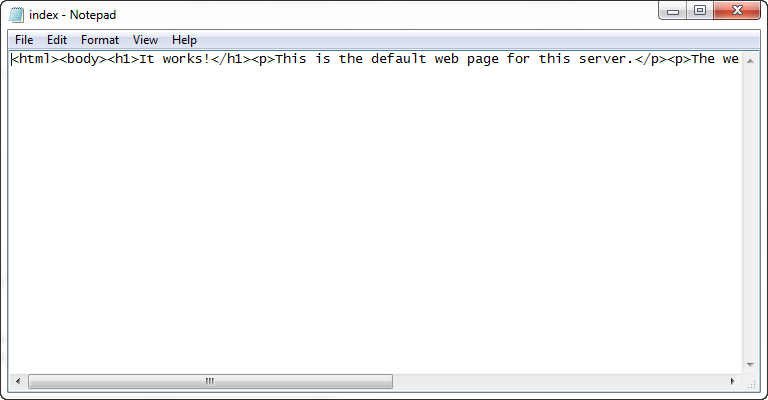 index - Notepad
File Edit Format View Help
<html><body><h1>It works!</h1><p>This is the default web page for this server.</p><p>The we